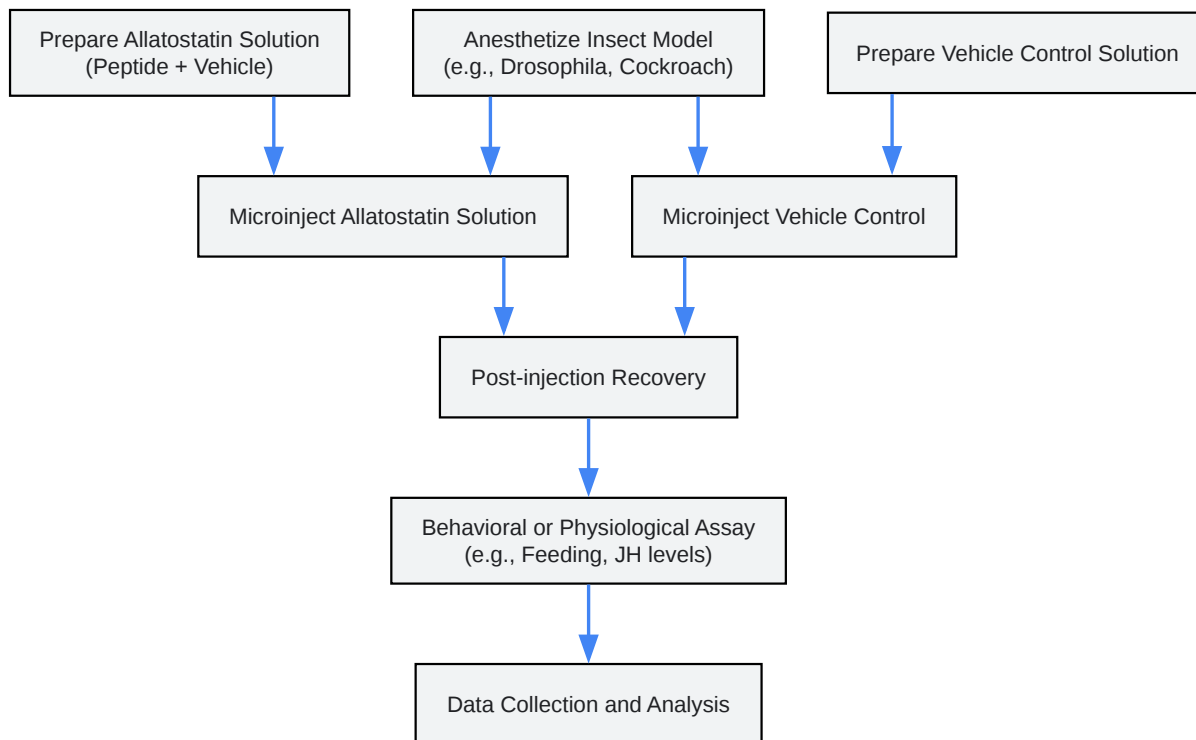 Prepare Allatostatin Solution
(Peptide + Vehicle)
Anesthetize Insect Model
(e.g., Drosophila, Cockroach)
Prepare Vehicle Control Solution
Microinject Allatostatin Solution
Microinject Vehicle Control
Post-injection Recovery
Behavioral or Physiological Assay
(e.g., Feeding, JH levels)
Data Collection and Analysis